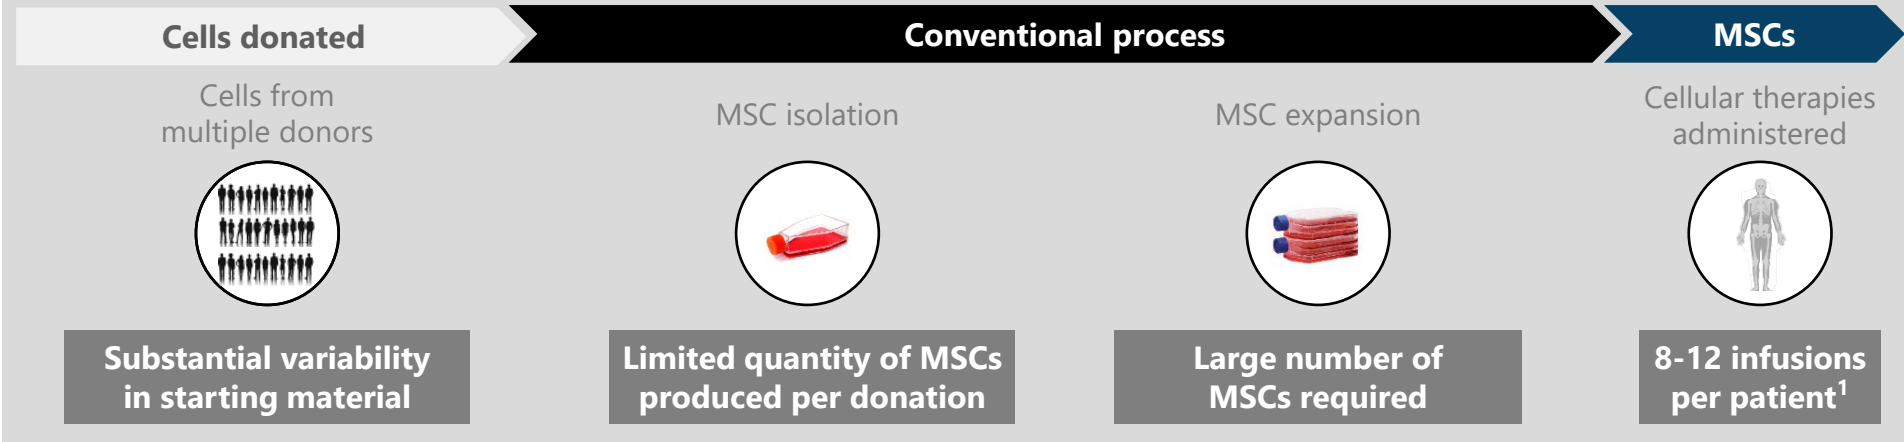 Cells donated
Conventional process
MSCs
Cells from
multiple donors
MSC isolation
MSC expansion
Cellular therapies
administered
Substantial variability
in starting material
Limited quantity of MSCs
produced per donation
Large number of
MSCs required
8-12 infusions
per patient¹